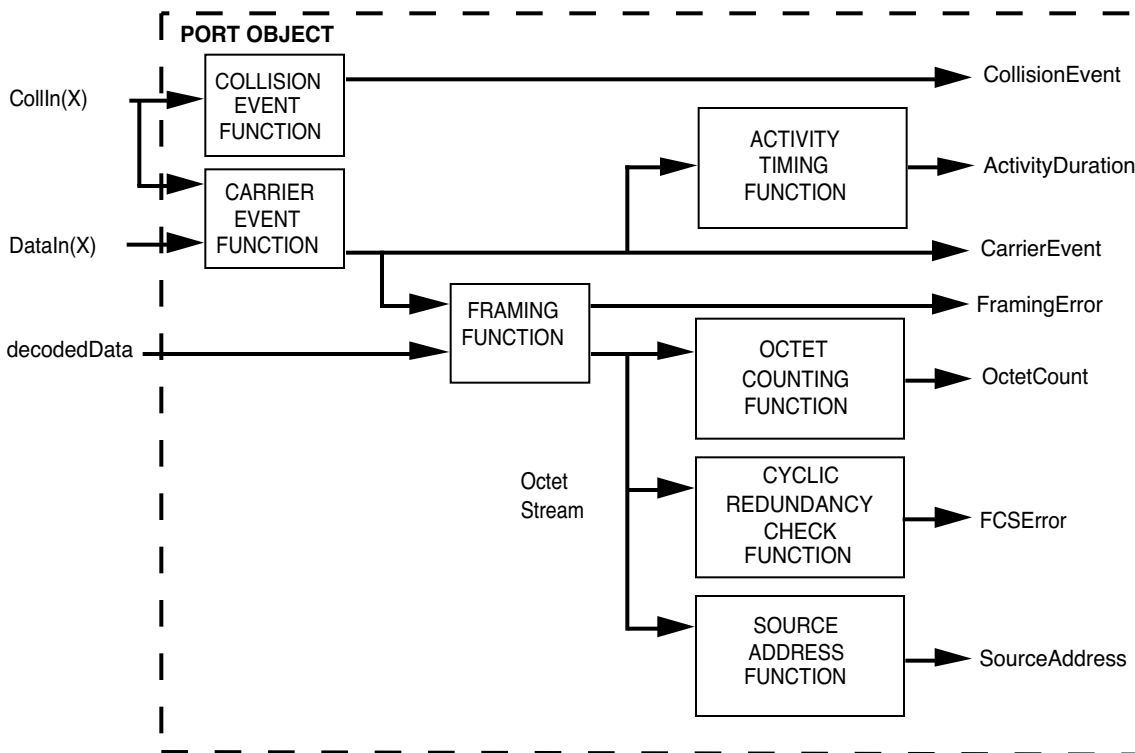 PORT OBJECT
CollIn(X)
COLLISION
EVENT
FUNCTION
CollisionEvent
ACTIVITY
TIMING
FUNCTION
ActivityDuration
DataIn(X)
CARRIER
EVENT
FUNCTION
CarrierEvent
decodedData
FRAMING
FUNCTION
FramingError
OCTET
COUNTING
FUNCTION
OctetCount
Octet
Stream
CYCLIC
REDUNDANCY
CHECK
FUNCTION
FCSError
SOURCE
ADDRESS
FUNCTION
SourceAddress